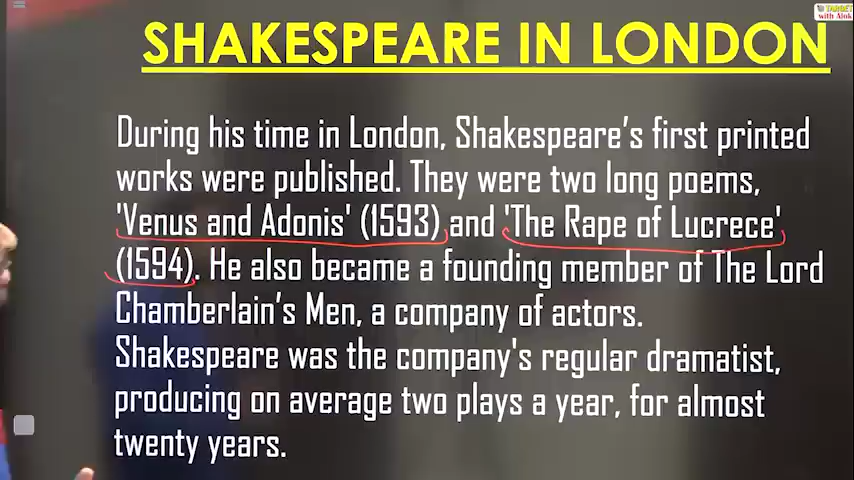 TARGET
with Alok
SHAKESPEARE IN LONDON
During his time in London, Shakespeare's first printed
works were published. They were two long poems,
'Venus and Adonis' (1593) and 'The Rape of Lucrece'
(1594). He also became a founding member of The Lord
Chamberlain's Men, a company of actors.
Shakespeare was the company's regular dramatist,
producing on average two plays a year, for almost
twenty years.